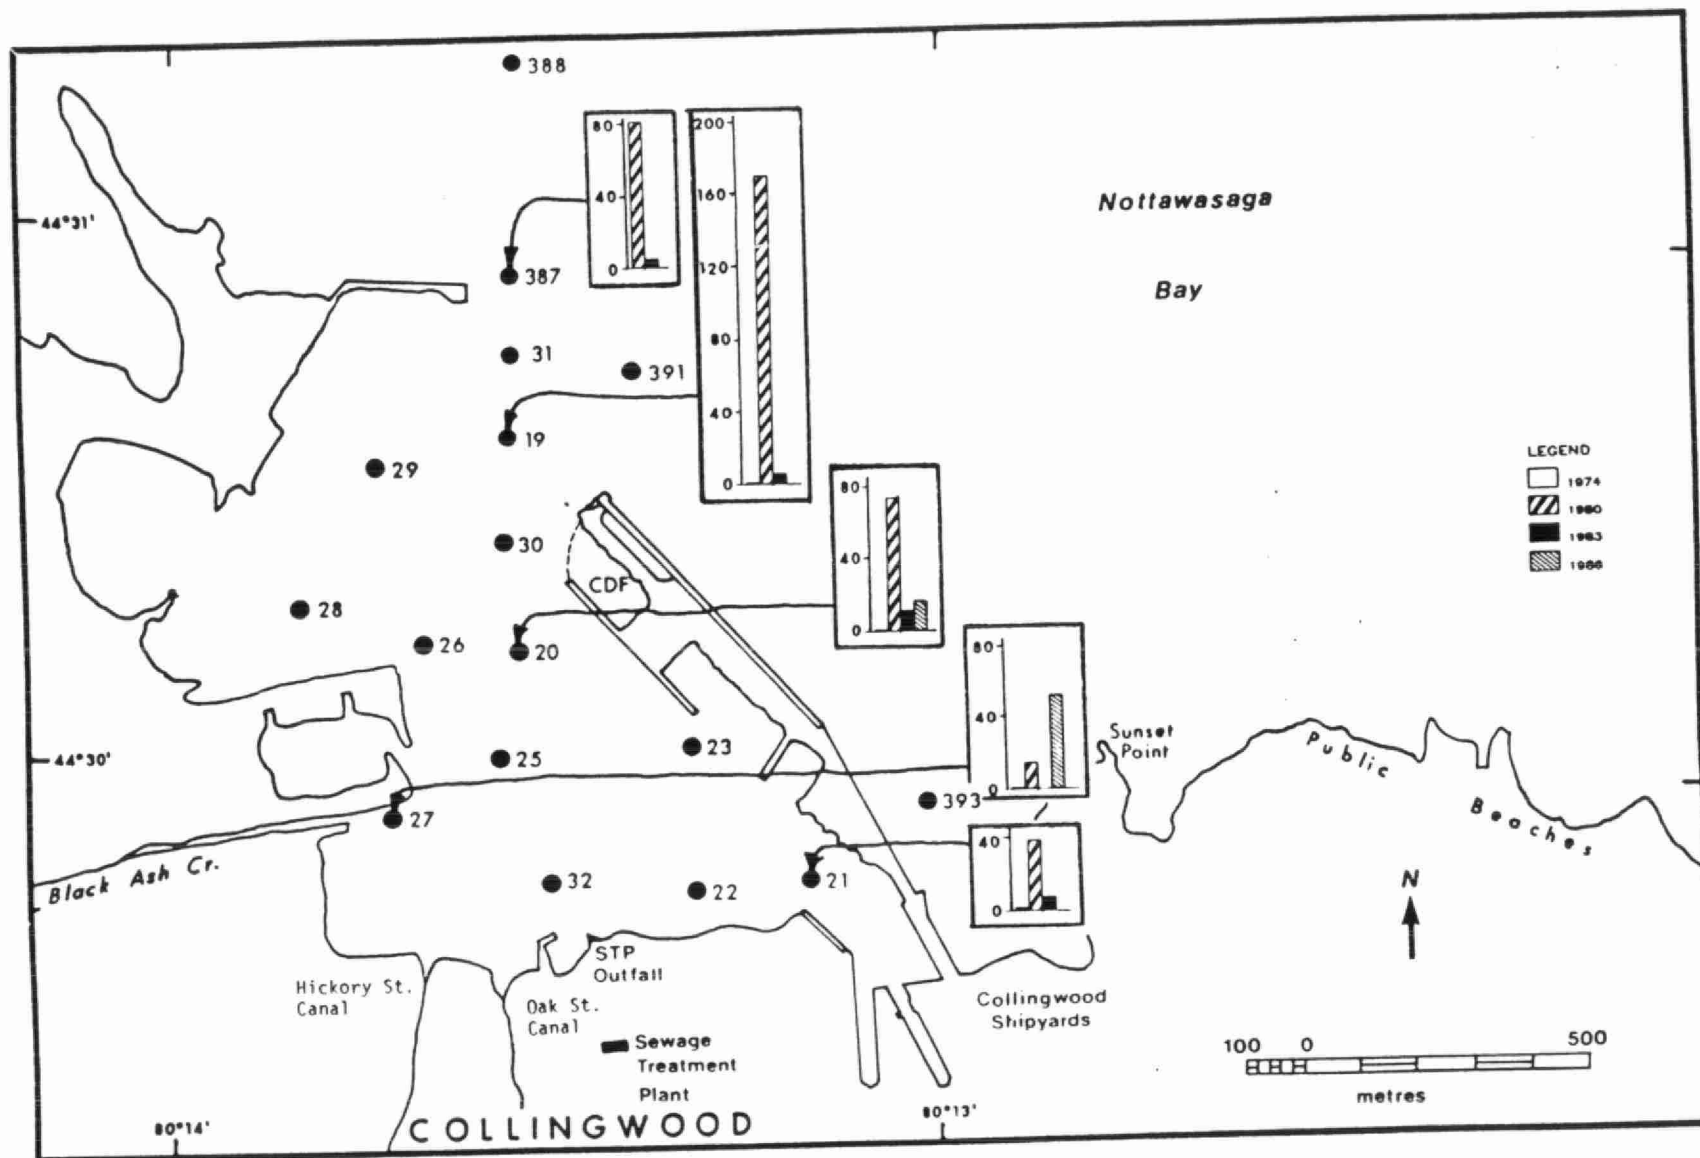 388
80
40
0
200
160
120
80
40
0
Nottawasaga
Bay
44°31'
387
31
391
19
29
LEGEND
1974
1980
1983
1986
80
40
0
30
CDF
28
26
20
80
40
0
Sunset
Point
Public
Beaches
44°30'
25
23
393
27
40
0
Black Ash Cr.
32
22
21
N
STP
Outfall
Hickory St.
Canal
Oak St.
Canal
Sewage
Treatment
Plant
Collingwood
Shipyards
100 0 500
metres
80°14'
80°13'
COLLINGWOOD